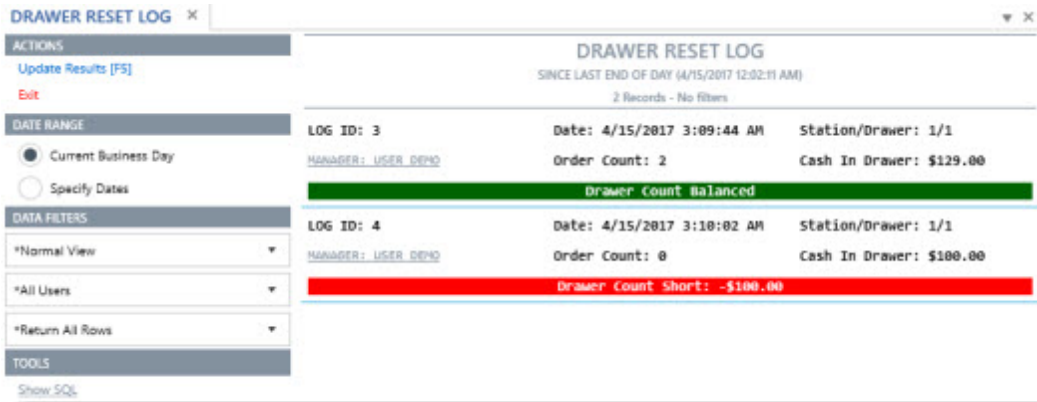 DRAWER RESET LOG ×
ACTIONS
Update Results [F5]
Exit
DATE RANGE
Current Business Day
Specify Dates
DATA FILTERS
*Normal View
*All Users
*Return All Rows
TOOLS
Show SQL
DRAWER RESET LOG
SINCE LAST END OF DAY (4/15/2017 12:02:11 AM)
2 Records - No filters
LOG ID: 3 Date: 4/15/2017 3:09:44 AM Station/Drawer: 1/1
MANAGER: USER DEMO Order Count: 2 Cash In Drawer: $129.00
Drawer Count Balanced
LOG ID: 4 Date: 4/15/2017 3:10:02 AM Station/Drawer: 1/1
MANAGER: USER DEMO Order Count: 0 Cash In Drawer: $100.00
Drawer Count Short: -$100.00